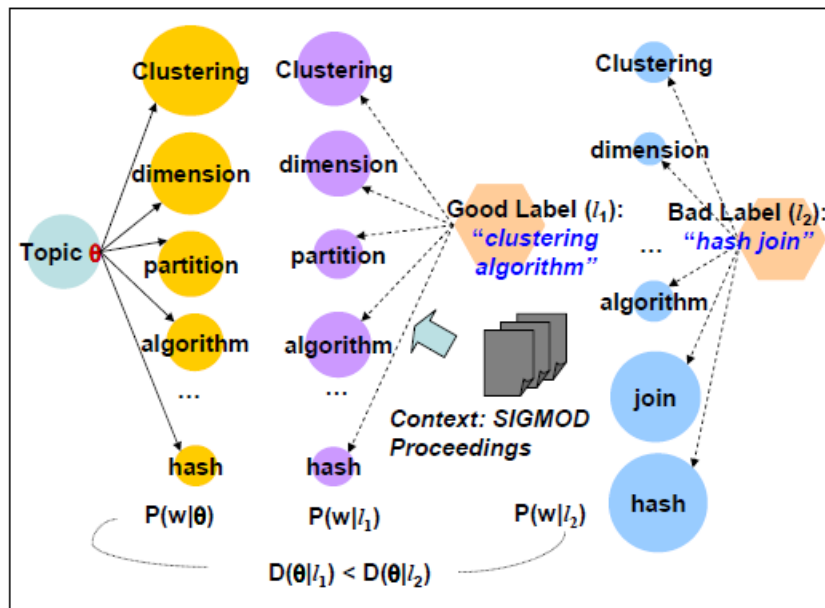 Clustering
dimension
Topic θ
partition
algorithm
...
hash
P(w|θ)
Clustering
dimension
partition
algorithm
...
hash
P(w|l₁)
Good Label (l₁):
“clustering
algorithm”
Context: SIGMOD
Proceedings
Clustering
dimension
Bad Label (l₂):
“hash join”
...
algorithm
join
hash
P(w|l₂)
D(θ|l₁) < D(θ|l₂)